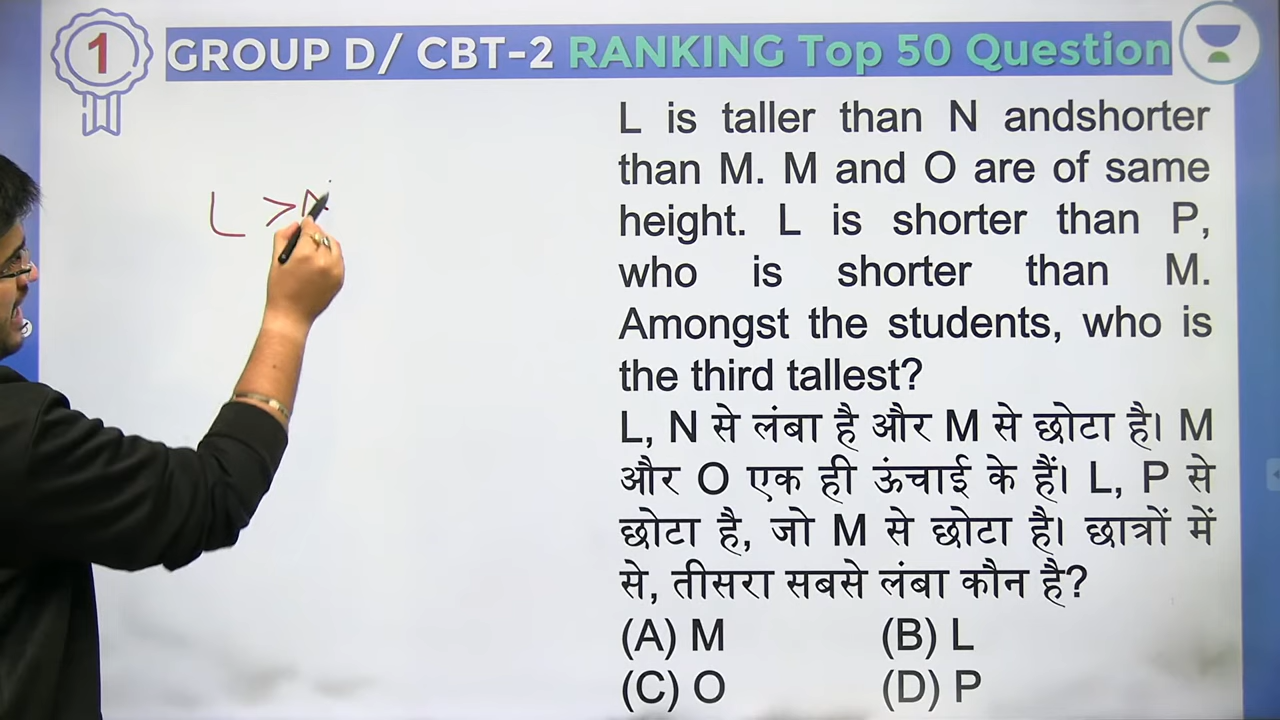 1
GROUP D/ CBT-2 RANKING Top 50 Question
L is taller than N andshorter
than M. M and O are of same
height. L is shorter than P,
who is shorter than M.
Amongst the students, who is
the third tallest?
L, N से लंबा है और M से छोटा है। M
और O एक ही ऊंचाई के हैं। L, P से
छोटा है, जो M से छोटा है। छात्रों में
से, तीसरा सबसे लंबा कौन है?
(A) M (B) L
(C) O (D) P
L >